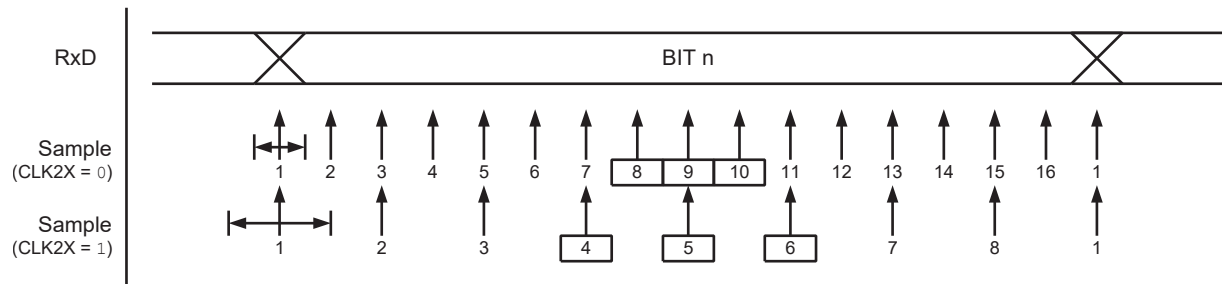 RxD BIT n
Sample
(CLK2X = 0)
1 2 3 4 5 6 7 8 9 10 11 12 13 14 15 16 1
Sample
(CLK2X = 1)
1 2 3 4 5 6 7 8 1